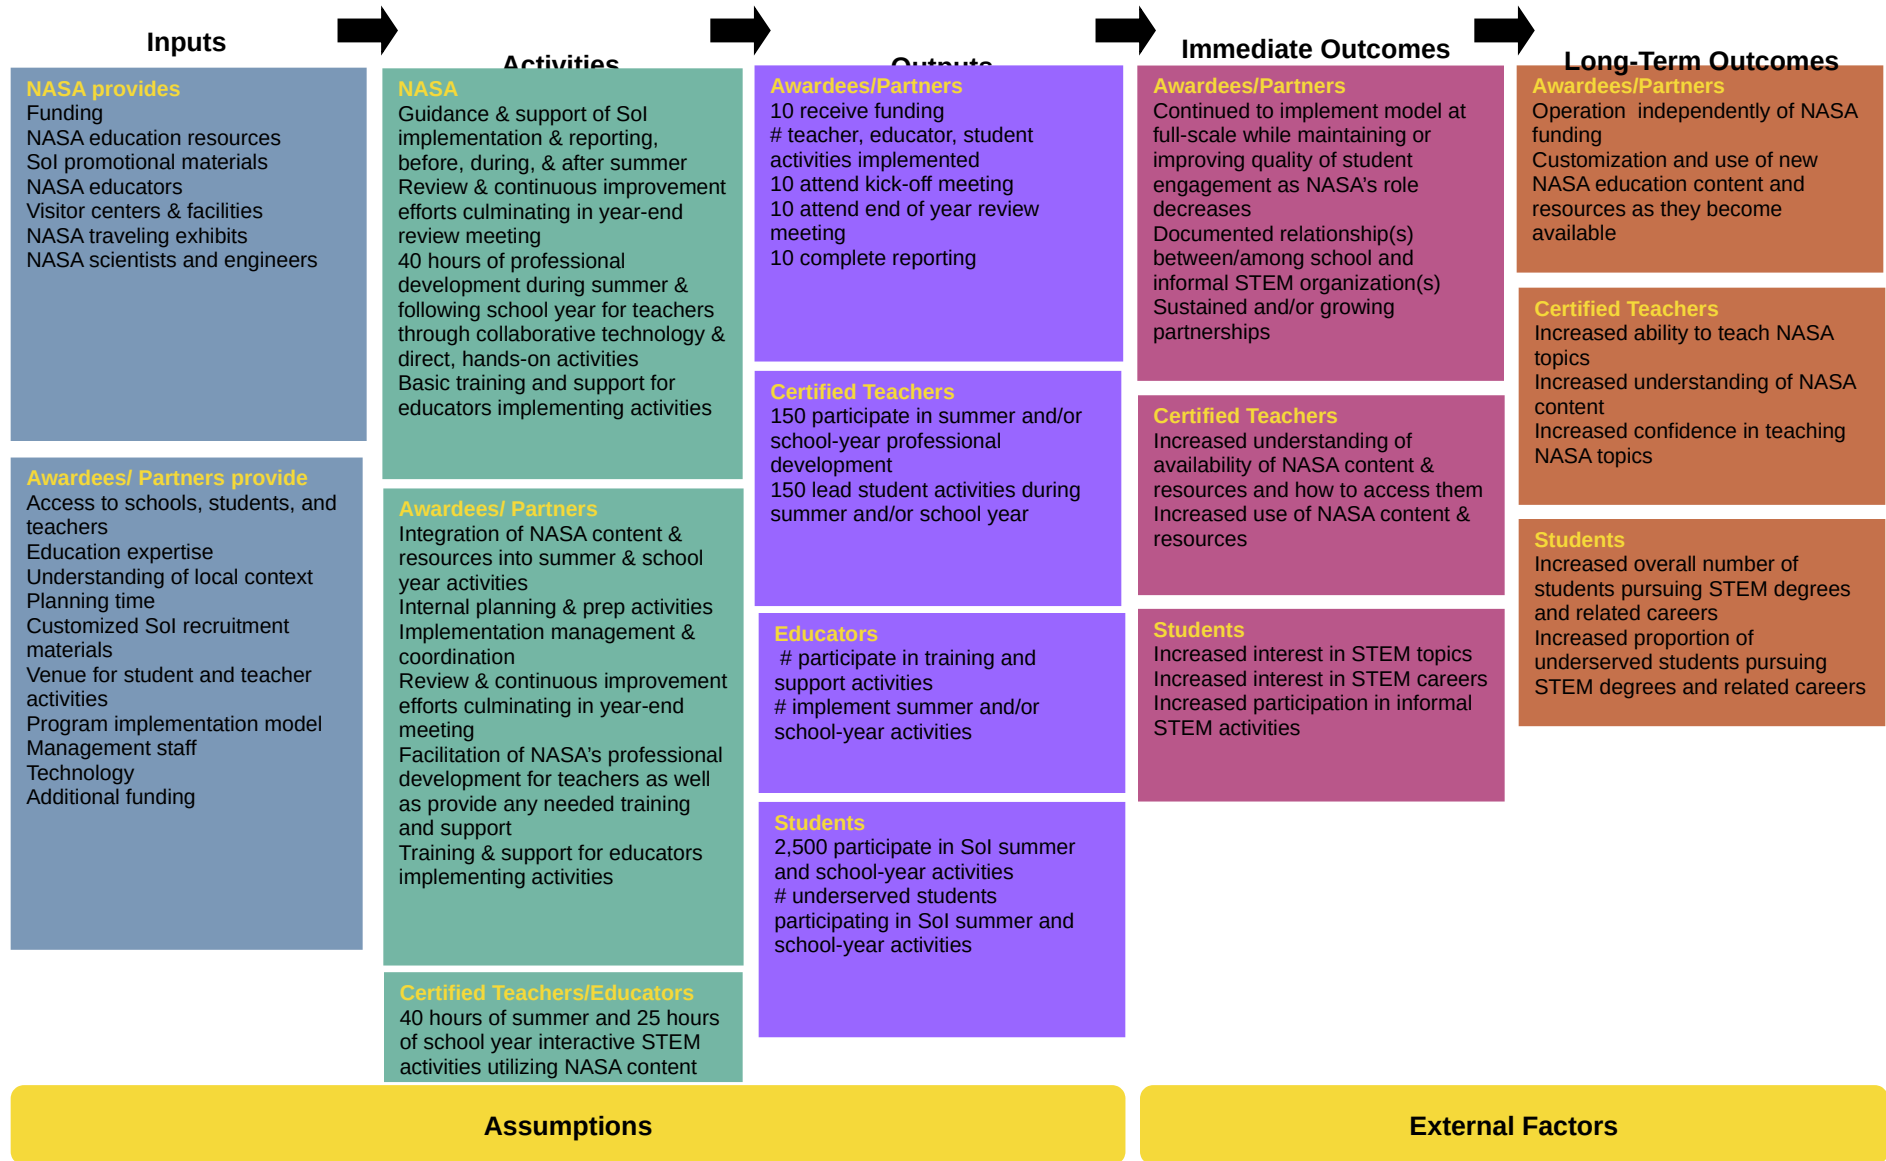 Inputs
NASA provides
Funding
NASA education resources
SoI promotional materials
NASA educators
Visitor centers & facilities
NASA traveling exhibits
NASA scientists and engineers
Awardees/ Partners provide
Access to schools, students, and
teachers
Education expertise
Understanding of local context
Planning time
Customized SoI recruitment
materials
Venue for student and teacher
activities
Program implementation model
Management staff
Technology
Additional funding
Activities
NASA
Guidance & support of SoI
implementation & reporting,
before, during, & after summer
Review & continuous improvement
efforts culminating in year-end
review meeting
40 hours of professional
development during summer &
following school year for teachers
through collaborative technology &
direct, hands-on activities
Basic training and support for
educators implementing activities
Awardees/ Partners
Integration of NASA content &
resources into summer & school
year activities
Internal planning & prep activities
Implementation management &
coordination
Review & continuous improvement
efforts culminating in year-end
meeting
Facilitation of NASA’s professional
development for teachers as well
as provide any needed training
and support
Training & support for educators
implementing activities
Certified Teachers/Educators
40 hours of summer and 25 hours
of school year interactive STEM
activities utilizing NASA content
Outputs
Awardees/Partners
10 receive funding
# teacher, educator, student
activities implemented
10 attend kick-off meeting
10 attend end of year review
meeting
10 complete reporting
Certified Teachers
150 participate in summer and/or
school-year professional
development
150 lead student activities during
summer and/or school year
Educators
# participate in training and
support activities
# implement summer and/or
school-year activities
Students
2,500 participate in SoI summer
and school-year activities
# underserved students
participating in SoI summer and
school-year activities
Immediate Outcomes
Awardees/Partners
Continued to implement model at
full-scale while maintaining or
improving quality of student
engagement as NASA’s role
decreases
Documented relationship(s)
between/among school and
informal STEM organization(s)
Sustained and/or growing
partnerships
Certified Teachers
Increased understanding of
availability of NASA content &
resources and how to access them
Increased use of NASA content &
resources
Students
Increased interest in STEM topics
Increased interest in STEM careers
Increased participation in informal
STEM activities
Long-Term Outcomes
Awardees/Partners
Operation independently of NASA
funding
Customization and use of new
NASA education content and
resources as they become
available
Certified Teachers
Increased ability to teach NASA
topics
Increased understanding of NASA
content
Increased confidence in teaching
NASA topics
Students
Increased overall number of
students pursuing STEM degrees
and related careers
Increased proportion of
underserved students pursuing
STEM degrees and related careers
Assumptions
External Factors